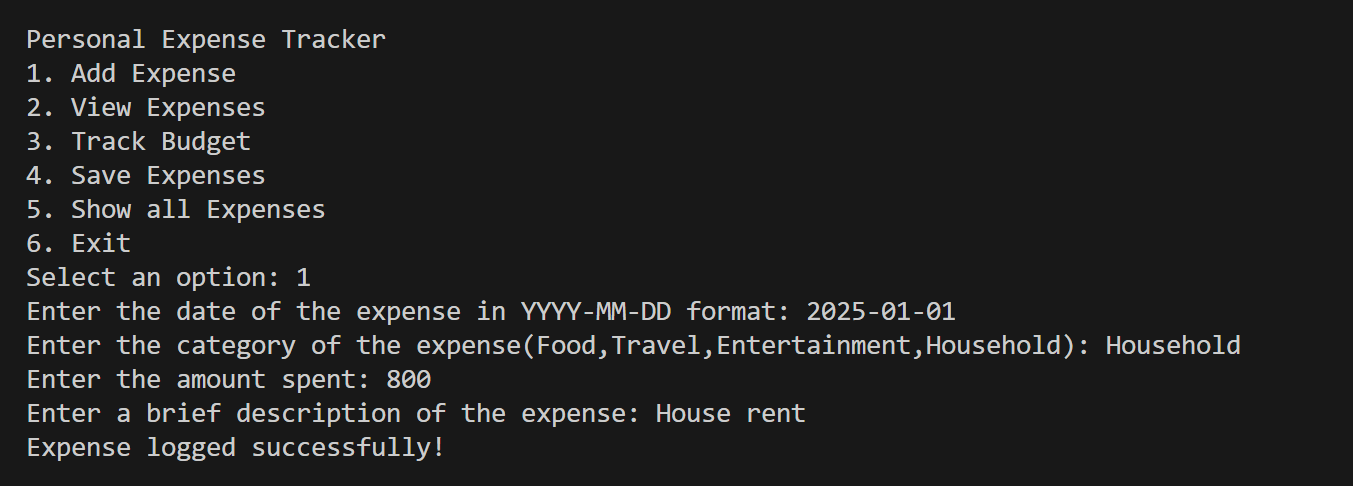 Personal Expense Tracker
1. Add Expense
2. View Expenses
3. Track Budget
4. Save Expenses
5. Show all Expenses
6. Exit
Select an option: 1
Enter the date of the expense in YYYY-MM-DD format: 2025-01-01
Enter the category of the expense(Food,Travel,Entertainment,Household): Household
Enter the amount spent: 800
Enter a brief description of the expense: House rent
Expense logged successfully!